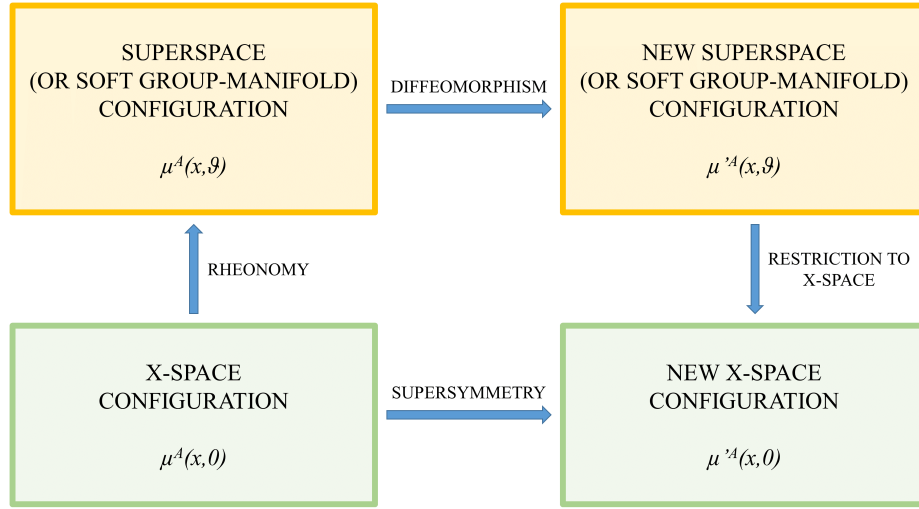 SUPERSPACE
(OR SOFT GROUP-MANIFOLD)
CONFIGURATION
μᴬ(x,ϑ)
DIFFEOMORPHISM
NEW SUPERSPACE
(OR SOFT GROUP-MANIFOLD)
CONFIGURATION
μ’ᴬ(x,ϑ)
RHEONOMY
RESTRICTION TO
X-SPACE
X-SPACE
CONFIGURATION
μᴬ(x,0)
SUPERSYMMETRY
NEW X-SPACE
CONFIGURATION
μ’ᴬ(x,0)